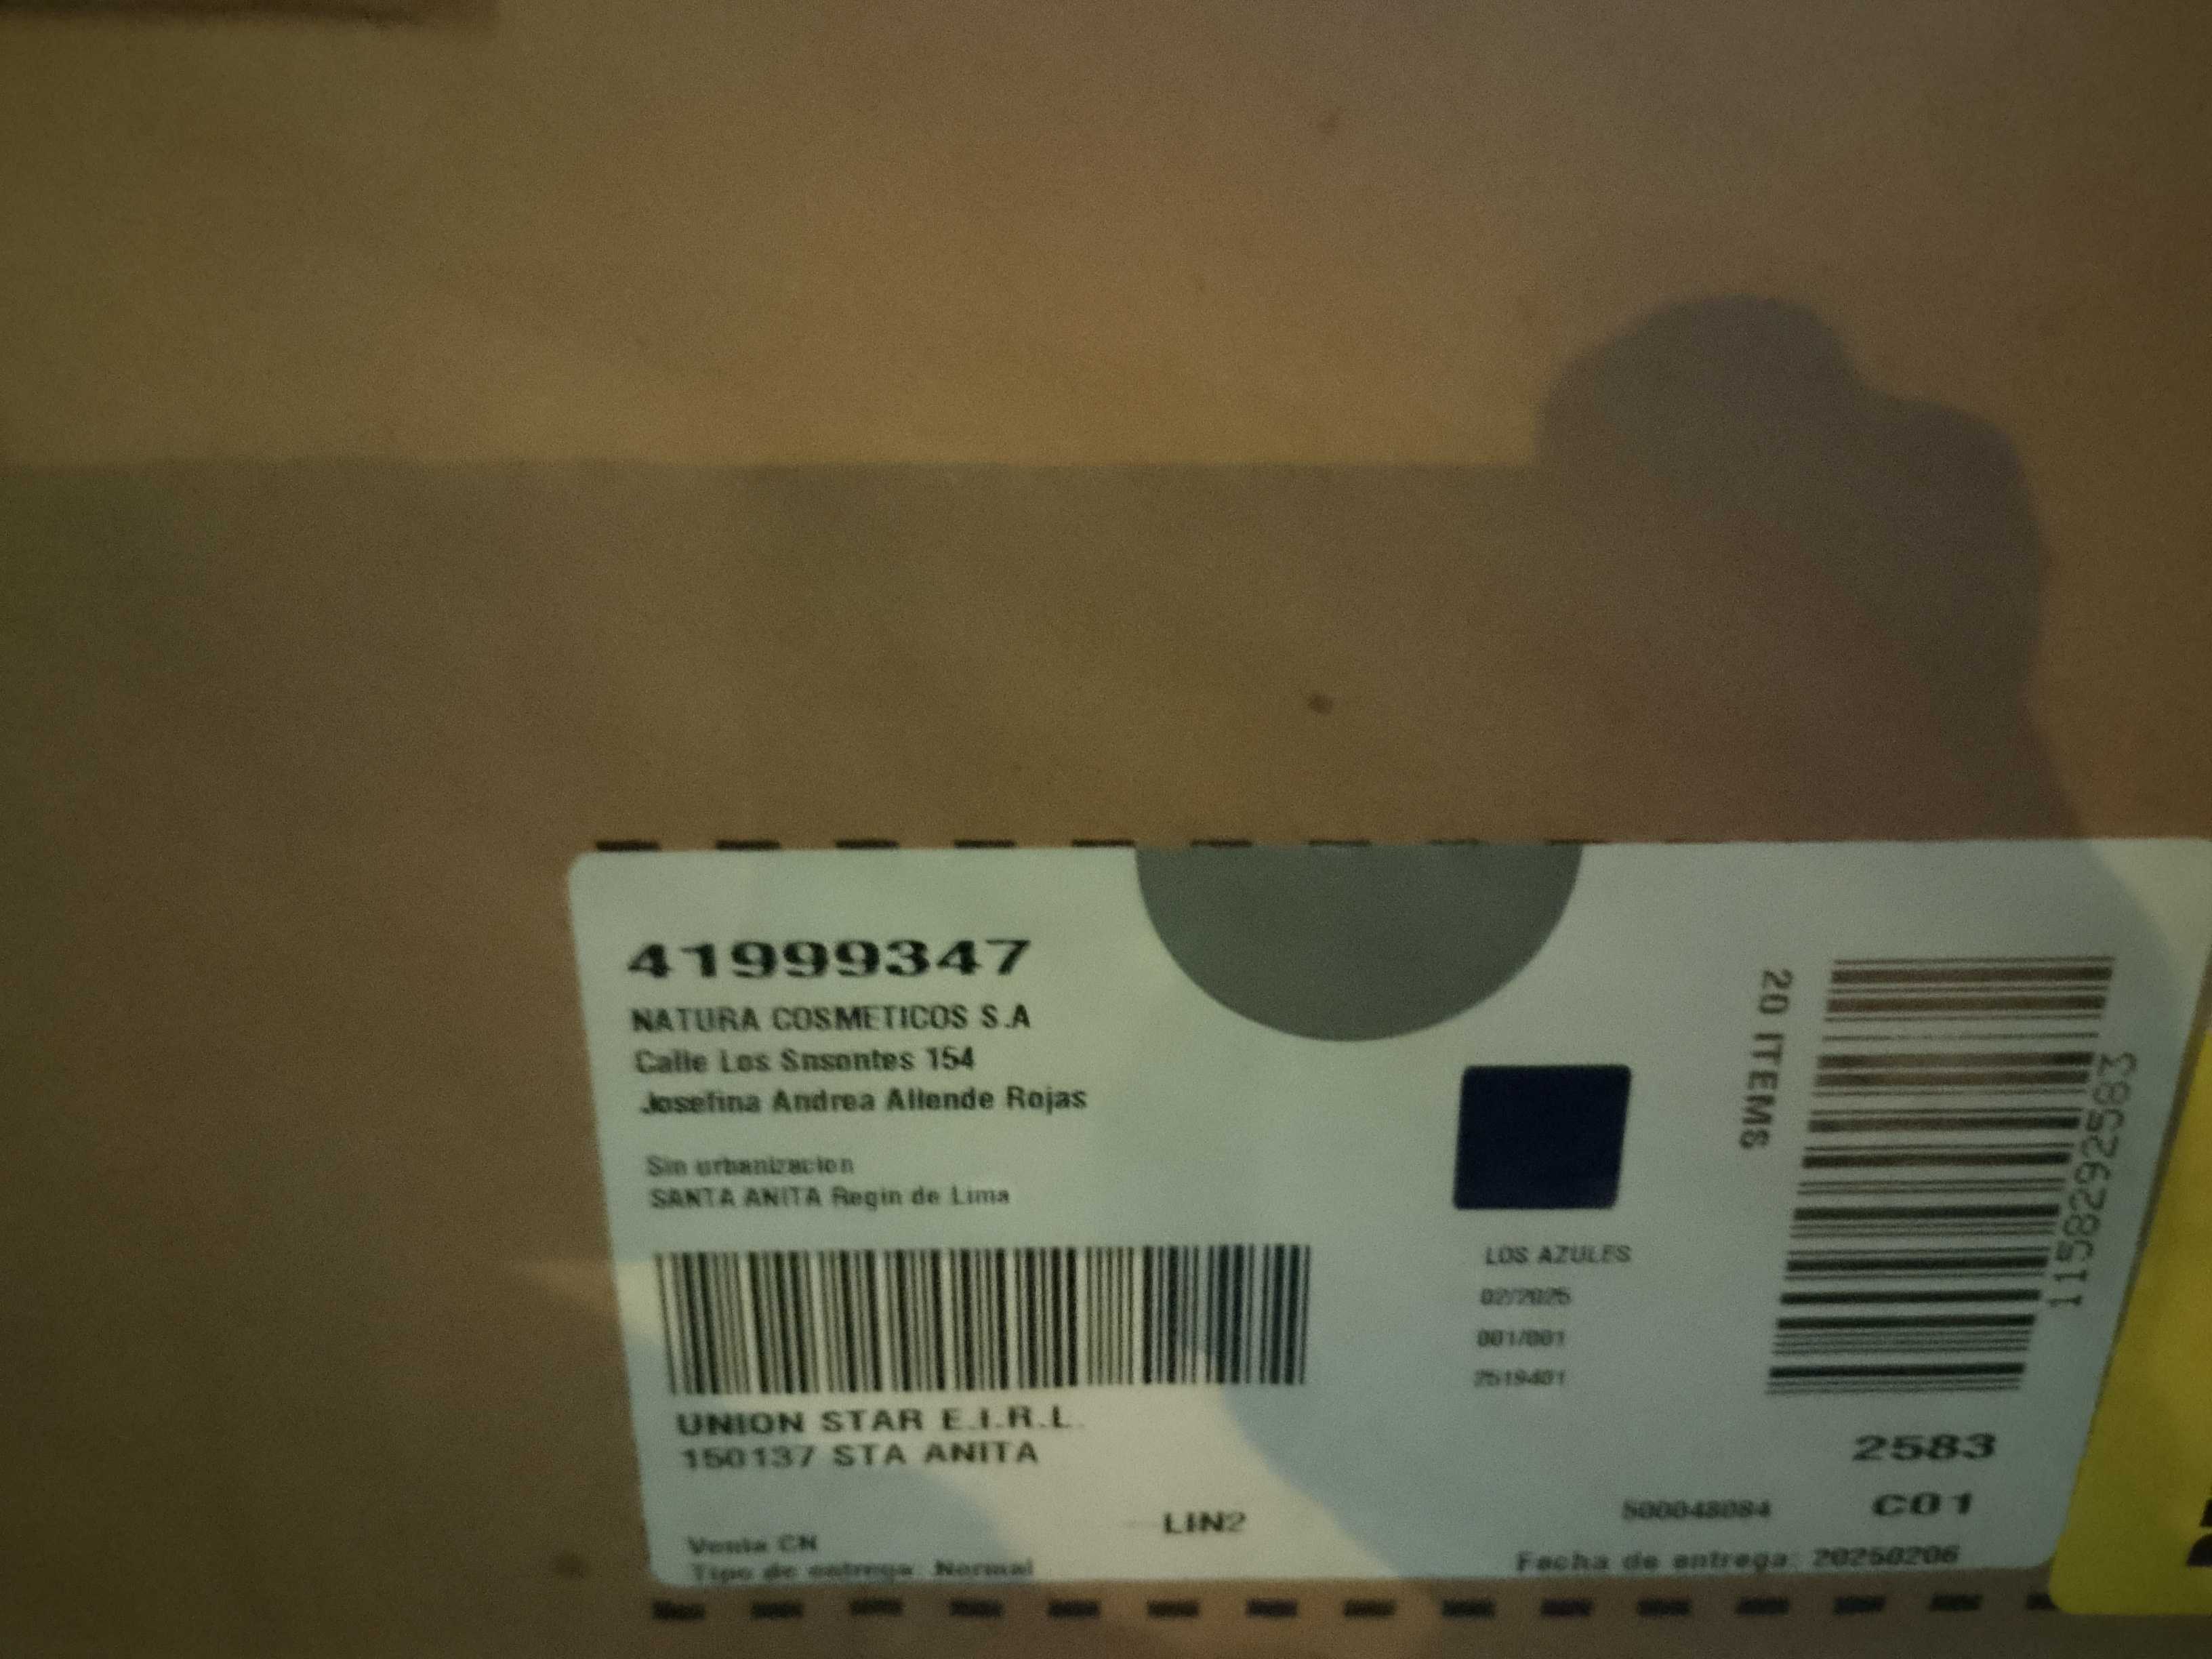 41999347
NATURA COSMETICOS S.A
Calle Los Snsontes 154
Josefina Andrea Allende Rojas
Sin urbanizacion
SANTA ANITA Regin de Lima
UNION STAR E.I.R.L.
150137 STA ANITA
LIN2
Venta CN
Tipo de entrega: Normal
LOS AZULES
02/2025
001/001
2519401
20 ITEMS
1158292583
2583
500048084 C01
Fecha de entrega: 20250206